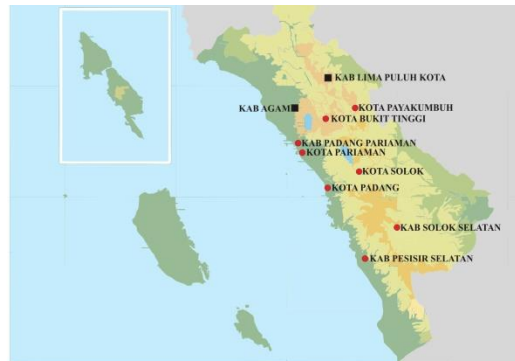 KAB LIMA PULUH KOTA
KAB AGAM
KOTA PAYAKUMBUH
KOTA BUKIT TINGGI
KAB PADANG PARIAMAN
KOTA PARIAMAN
KOTA SOLOK
KOTA PADANG
KAB SOLOK SELATAN
KAB PESISIR SELATAN